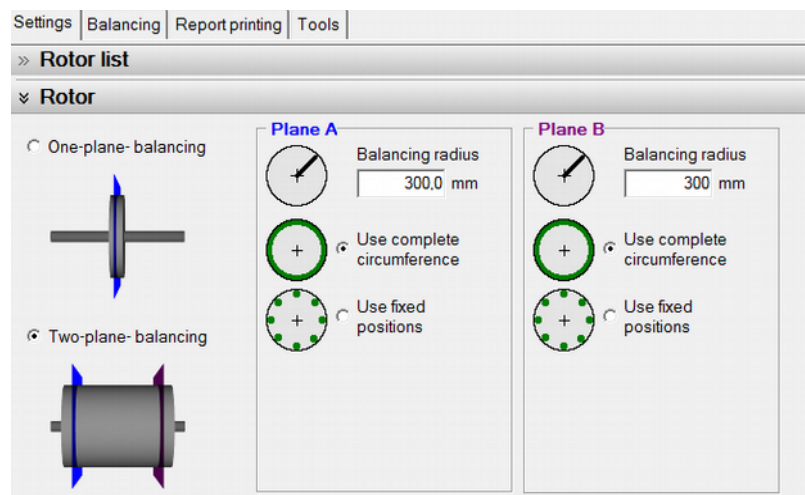 Settings Balancing Report printing Tools
» Rotor list
Rotor
One-plane- balancing
Two-plane- balancing
Plane A
Balancing radius
300,0 mm
Use complete
circumference
Use fixed
positions
Plane B
Balancing radius
300 mm
Use complete
circumference
Use fixed
positions